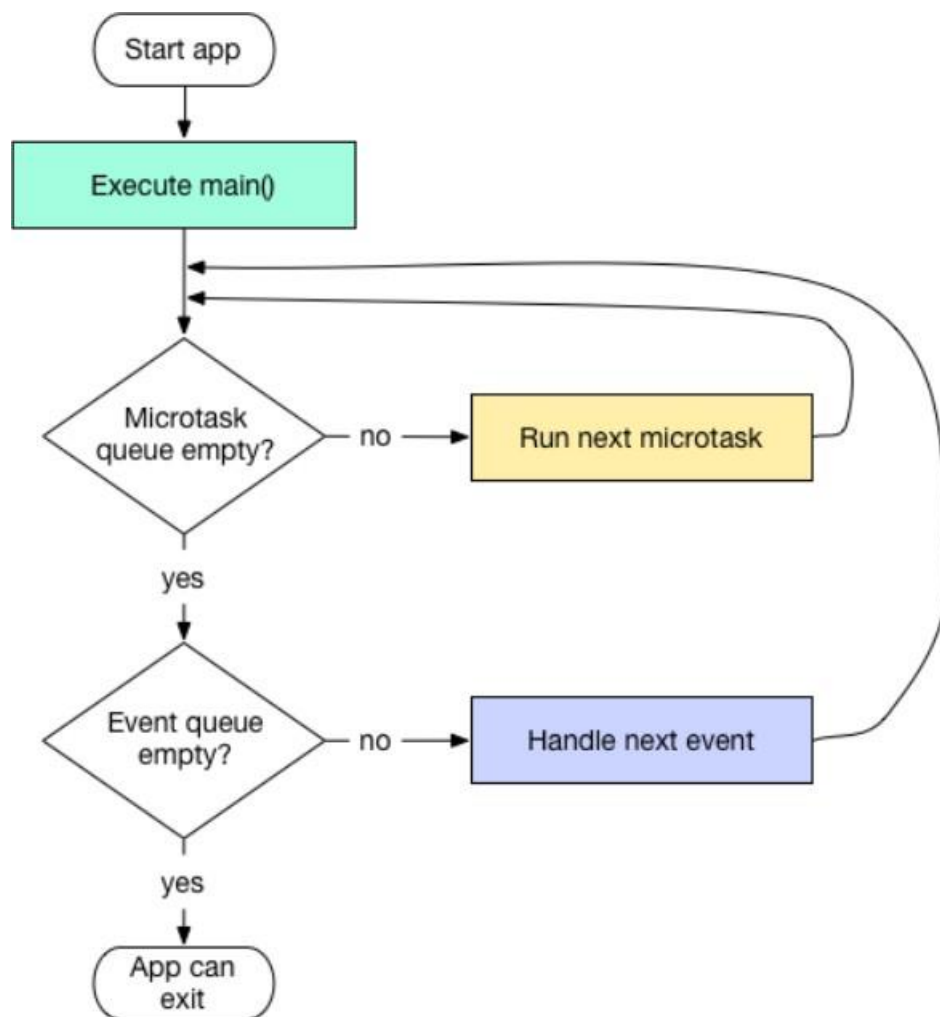 Start app
Execute main()
Microtask
queue empty?
no
Run next microtask
yes
Event queue
empty?
no
Handle next event
yes
App can
exit